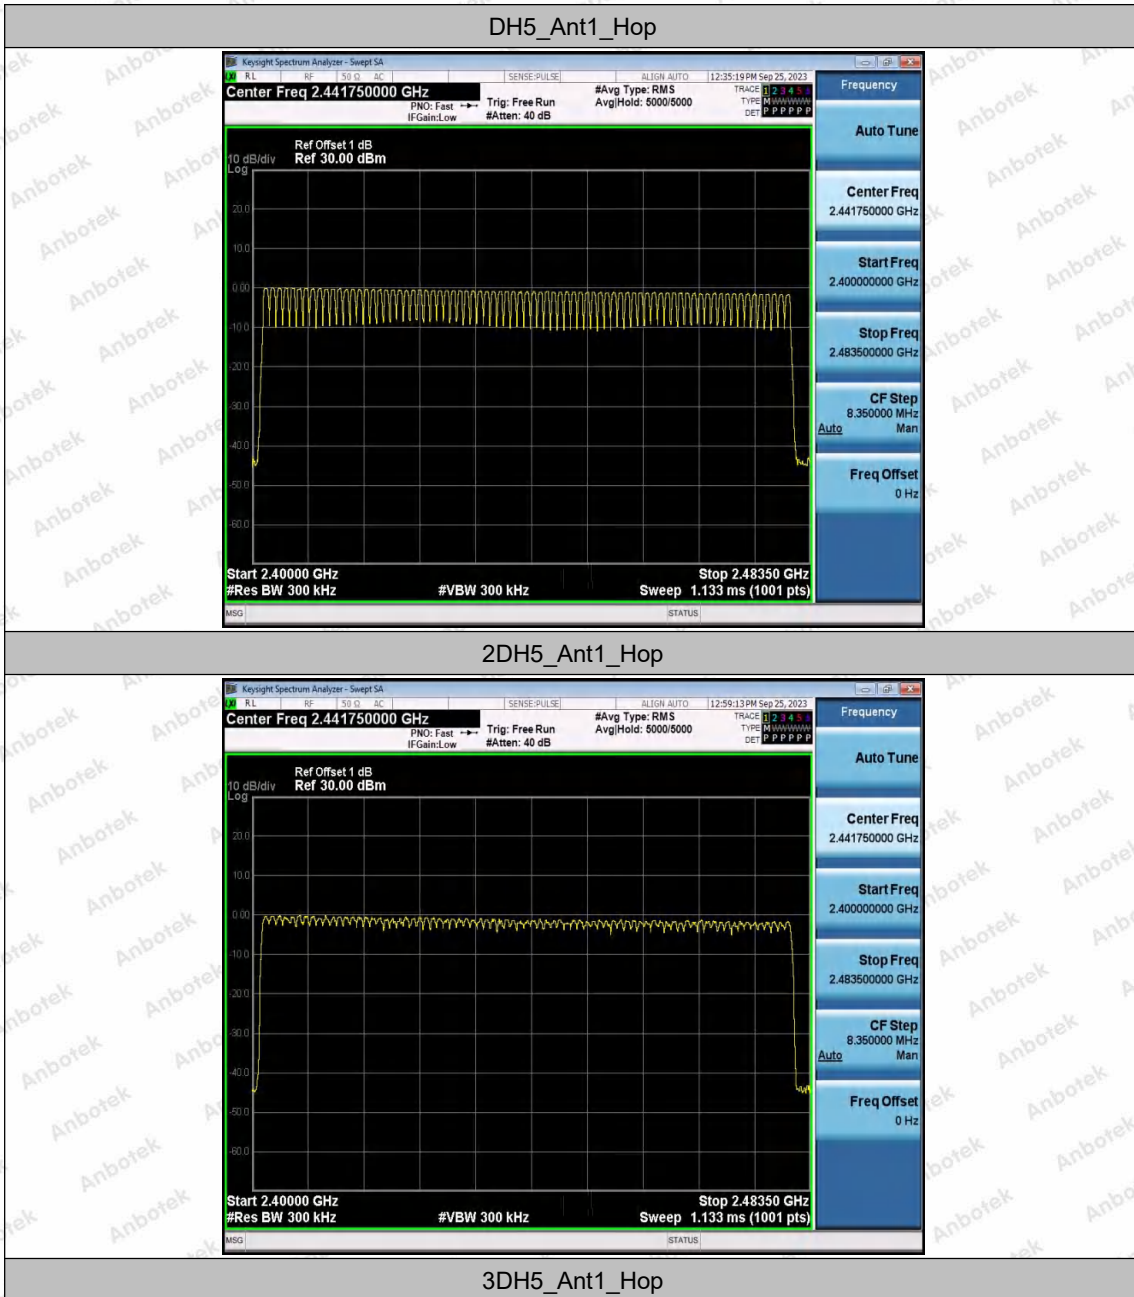 DH5_Ant1_Hop
Keysight Spectrum Analyzer - Swept SA
RL RF 50 Ω AC SENSE:PULSE ALIGN AUTO 12:35:19 PM Sep 25, 2023
Center Freq 2.441750000 GHz
PNO: Fast
IFGain:Low
Trig: Free Run
#Atten: 40 dB
#Avg Type: RMS
Avg|Hold: 5000/5000
TRACE 1 2 3 4 5 6
TYPE M WWWWW
DET P P P P P P
Ref Offset 1 dB
10 dB/div Ref 30.00 dBm
Log
20.0
10.0
0.00
-10.0
-20.0
-30.0
-40.0
-50.0
-60.0
Start 2.40000 GHz Stop 2.48350 GHz
#Res BW 300 kHz #VBW 300 kHz Sweep 1.133 ms (1001 pts)
MSG STATUS
Frequency
Auto Tune
Center Freq
2.441750000 GHz
Start Freq
2.400000000 GHz
Stop Freq
2.483500000 GHz
CF Step
8.350000 MHz
Auto Man
Freq Offset
0 Hz
2DH5_Ant1_Hop
Keysight Spectrum Analyzer - Swept SA
RL RF 50 Ω AC SENSE:PULSE ALIGN AUTO 12:59:13 PM Sep 25, 2023
Center Freq 2.441750000 GHz
PNO: Fast
IFGain:Low
Trig: Free Run
#Atten: 40 dB
#Avg Type: RMS
Avg|Hold: 5000/5000
TRACE 1 2 3 4 5 6
TYPE M WWWWW
DET P P P P P P
Ref Offset 1 dB
10 dB/div Ref 30.00 dBm
Log
20.0
10.0
0.00
-10.0
-20.0
-30.0
-40.0
-50.0
-60.0
Start 2.40000 GHz Stop 2.48350 GHz
#Res BW 300 kHz #VBW 300 kHz Sweep 1.133 ms (1001 pts)
MSG STATUS
Frequency
Auto Tune
Center Freq
2.441750000 GHz
Start Freq
2.400000000 GHz
Stop Freq
2.483500000 GHz
CF Step
8.350000 MHz
Auto Man
Freq Offset
0 Hz
3DH5_Ant1_Hop
Anbotek